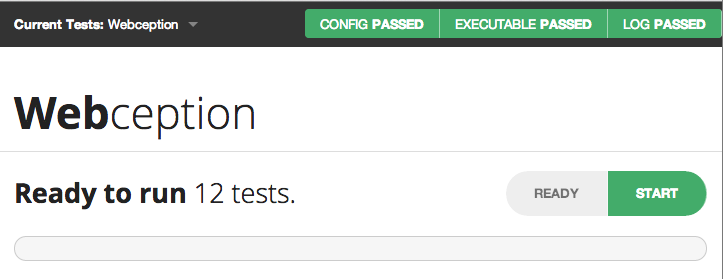 Current Tests: Webception CONFIG PASSED EXECUTABLE PASSED LOG PASSED
Webception
Ready to run 12 tests. READY START